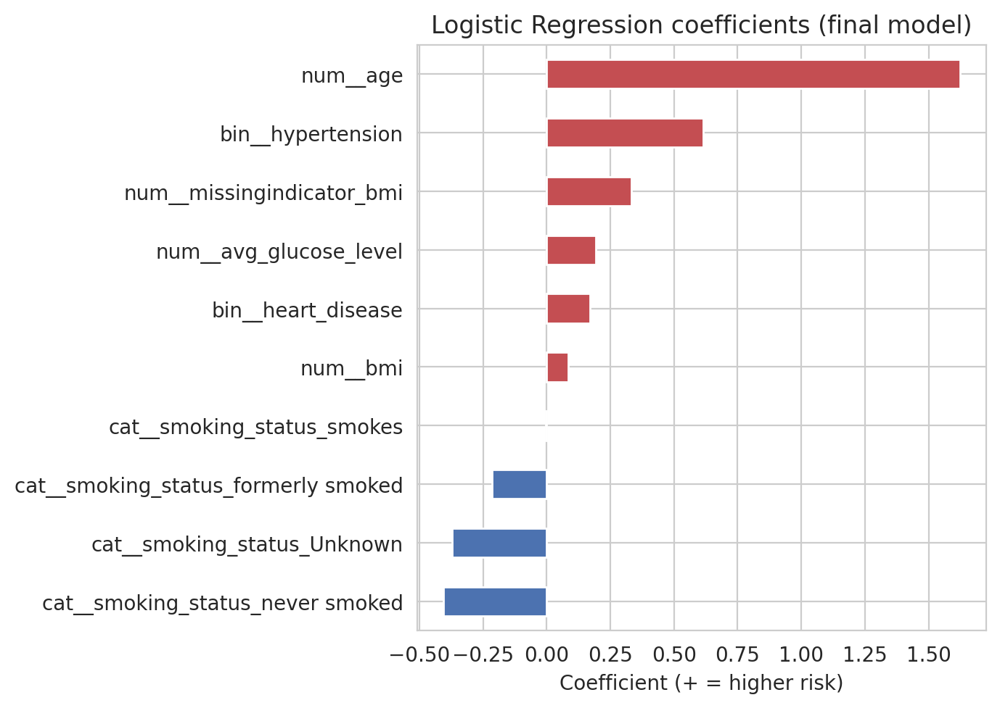 Logistic Regression coefficients (final model)
num__age
bin__hypertension
num__missingindicator_bmi
num__avg_glucose_level
bin__heart_disease
num__bmi
cat__smoking_status_smokes
cat__smoking_status_formerly smoked
cat__smoking_status_Unknown
cat__smoking_status_never smoked
−0.50 −0.25 0.00 0.25 0.50 0.75 1.00 1.25 1.50
Coefficient (+ = higher risk)